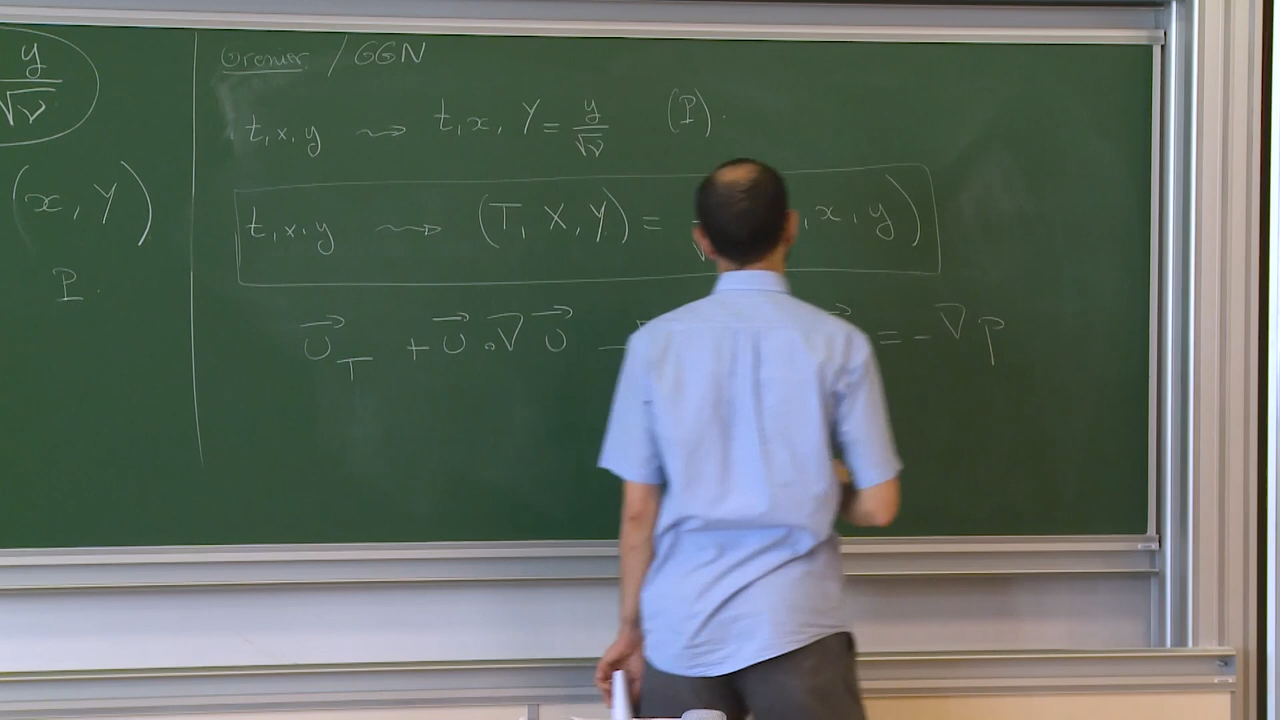 y/√ν
(x, Y)
P.
Grenier / GGN
t, x, y ⇝ t, x, Y = y/√ν (P).
t, x, y ⇝ (T, X, Y) = , x, y)
u⃗_T + u⃗ · ∇ u⃗ − = − ∇ p